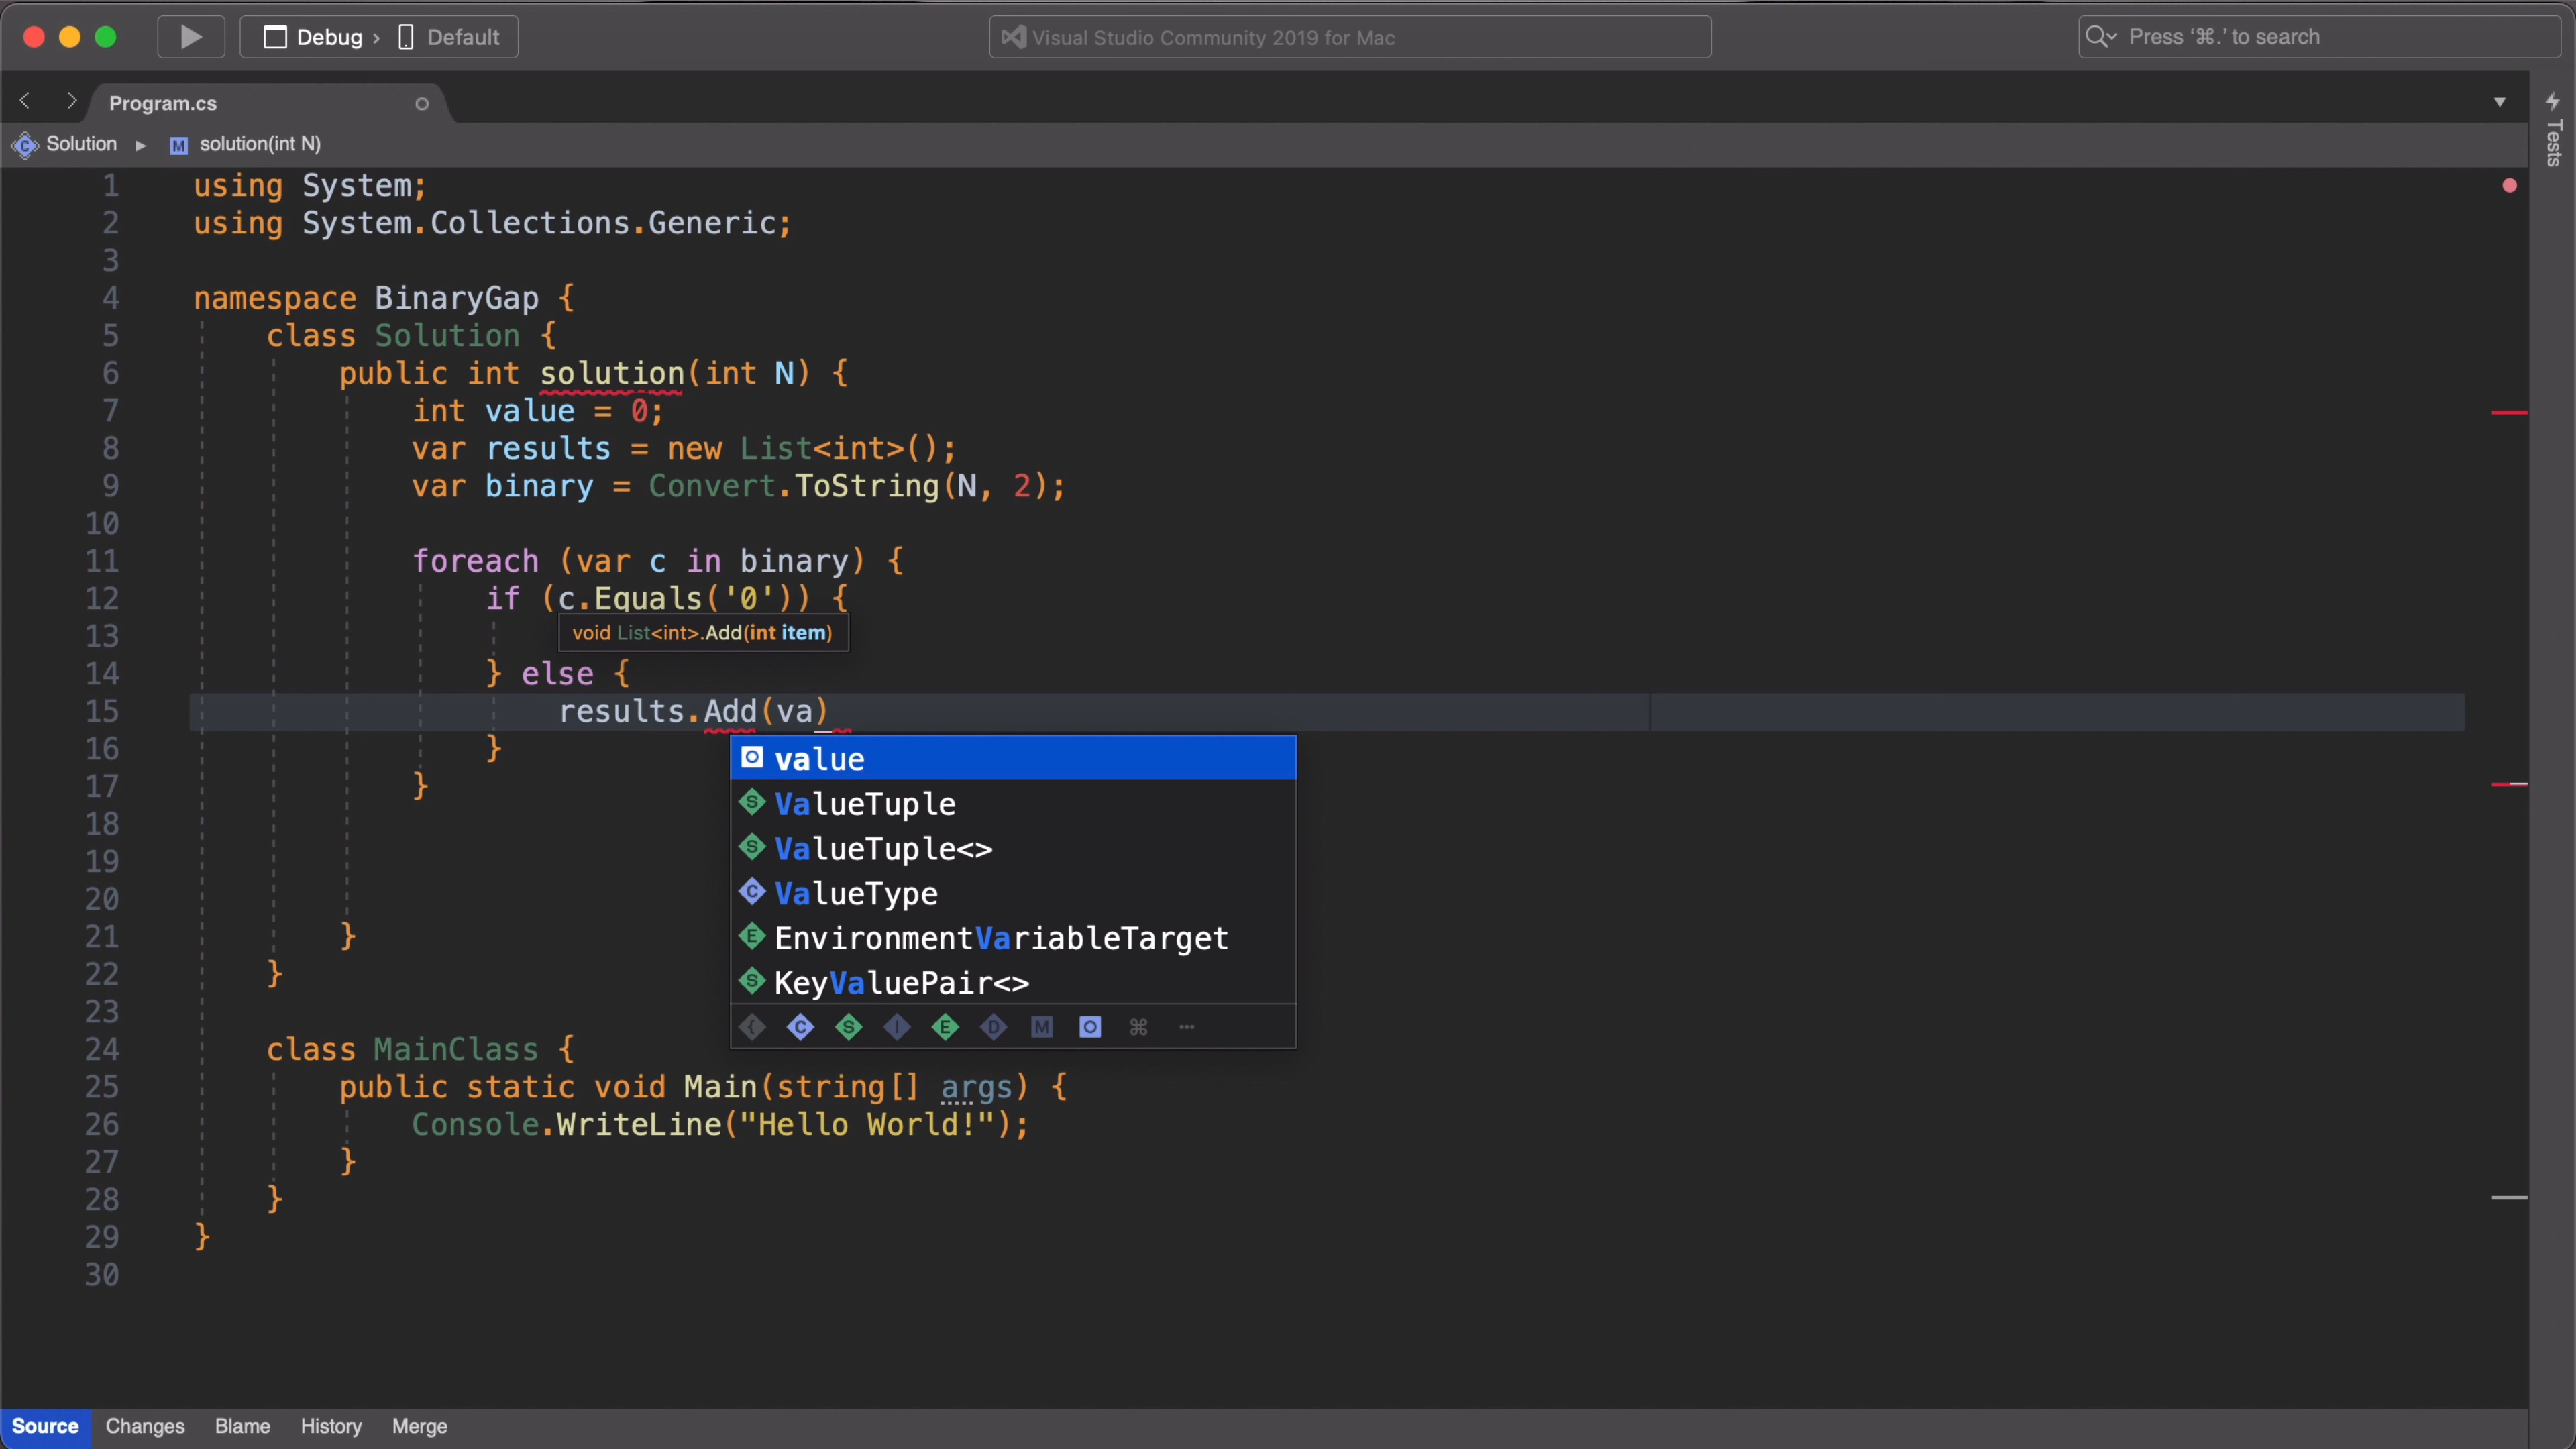 Debug › Default
Visual Studio Community 2019 for Mac
Press ‘⌘.’ to search
Program.cs
Tests
Solution ▸ M solution(int N)
1 using System;
2 using System.Collections.Generic;
3
4 namespace BinaryGap {
5 class Solution {
6 public int solution(int N) {
7 int value = 0;
8 var results = new List<int>();
9 var binary = Convert.ToString(N, 2);
10
11 foreach (var c in binary) {
12 if (c.Equals('0')) {
void List<int>.Add(int item)
13
14 } else {
15 results.Add(va)
16 }
value
17 }
S ValueTuple
18
S ValueTuple<>
19
C ValueType
20
E EnvironmentVariableTarget
21 }
S KeyValuePair<>
22 }
{ C S I E D M O ⌘ ...
23
24 class MainClass {
25 public static void Main(string[] args) {
26 Console.WriteLine("Hello World!");
27 }
28 }
29 }
30
Source Changes Blame History Merge